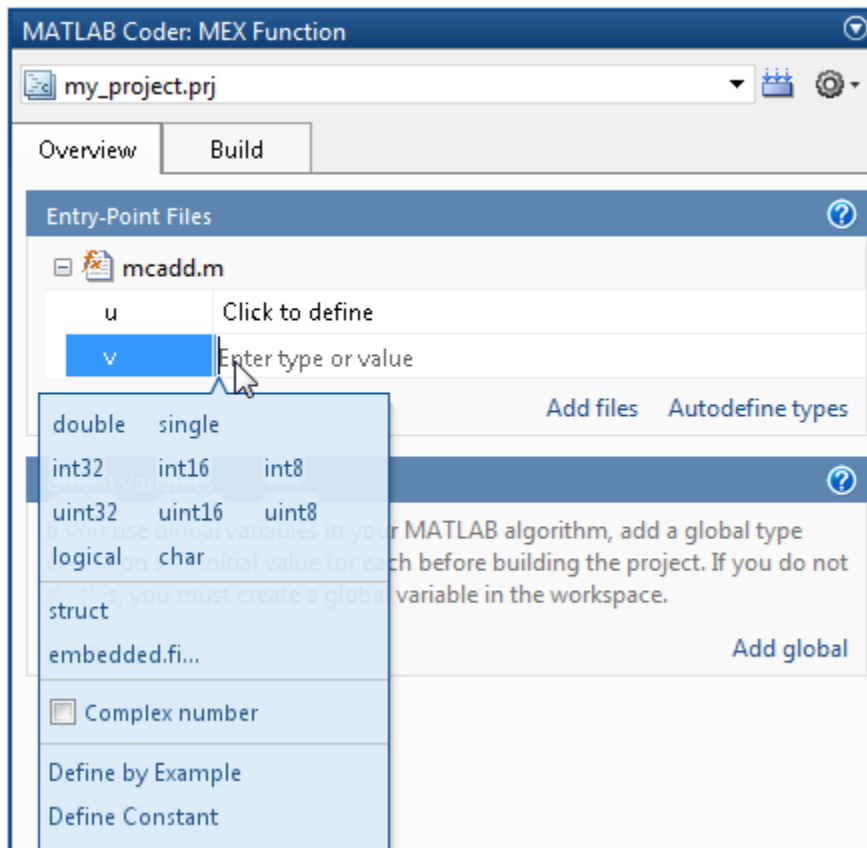 MATLAB Coder: MEX Function
my_project.prj
Overview Build
Entry-Point Files
mcadd.m
u Click to define
v Enter type or value
Add files Autodefine types
double single
int32 int16 int8
uint32 uint16 uint8
logical char
struct
embedded.fi...
Complex number
Define by Example
Define Constant
Global Variables
If you use global variables in your MATLAB algorithm, add a global type
on initial value for each before building the project. If you do not
this, you must create a global variable in the workspace.
Add global